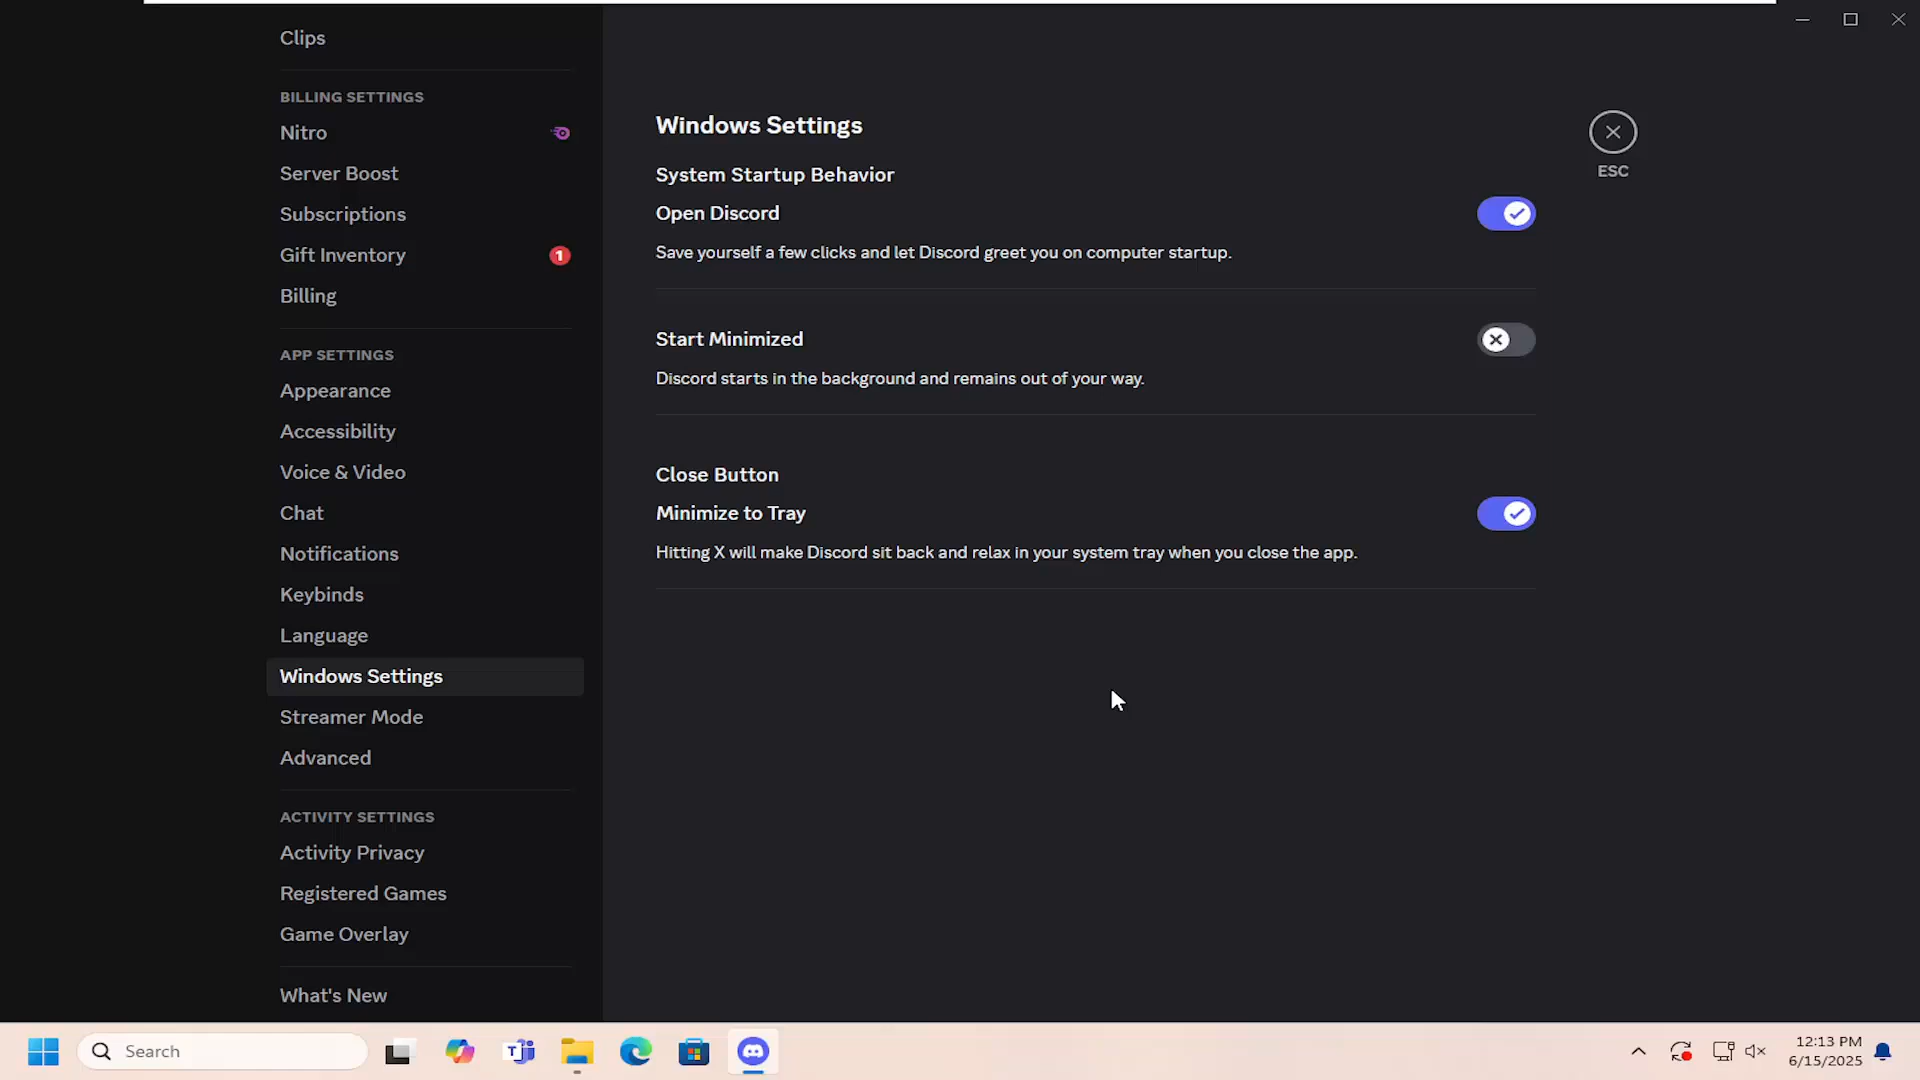 Clips
BILLING SETTINGS
Nitro
Server Boost
Subscriptions
Gift Inventory
1
Billing
APP SETTINGS
Appearance
Accessibility
Voice & Video
Chat
Notifications
Keybinds
Language
Windows Settings
Streamer Mode
Advanced
ACTIVITY SETTINGS
Activity Privacy
Registered Games
Game Overlay
What's New
Windows Settings
System Startup Behavior
Open Discord
Save yourself a few clicks and let Discord greet you on computer startup.
Start Minimized
Discord starts in the background and remains out of your way.
Close Button
Minimize to Tray
Hitting X will make Discord sit back and relax in your system tray when you close the app.
ESC
Search
T
12:13 PM
6/15/2025